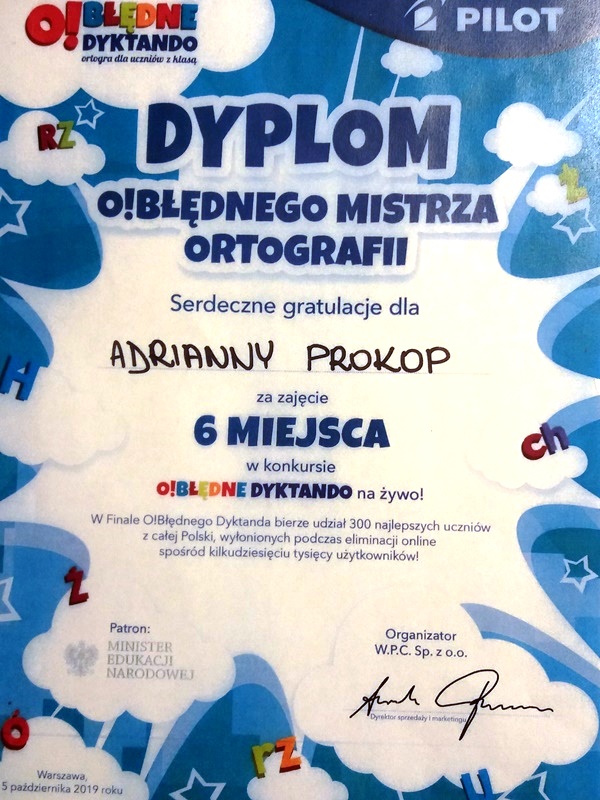 O!BŁĘDNE
DYKTANDO
ortogra dla uczniów z klasą
PILOT
RZ
Ż
DYPLOM
O!BŁĘDNEGO MISTRZA
ORTOGRAFII
Serdeczne gratulacje dla
ADRIANNY PROKOP
H
za zajęcie
6 MIEJSCA
ch
w konkursie
O!BŁĘDNE DYKTANDO na żywo!
W Finale O!Błędnego Dyktanda bierze udział 300 najlepszych uczniów
z całej Polski, wyłonionych podczas eliminacji online
spośród kilkudziesięciu tysięcy użytkowników!
Ż
Patron:
MINISTER
EDUKACJI
NARODOWEJ
Organizator
W.P.C. Sp. z o.o.
Dyrektor sprzedaży i marketingu
Ó
rz
u
Warszawa,
5 października 2019 roku